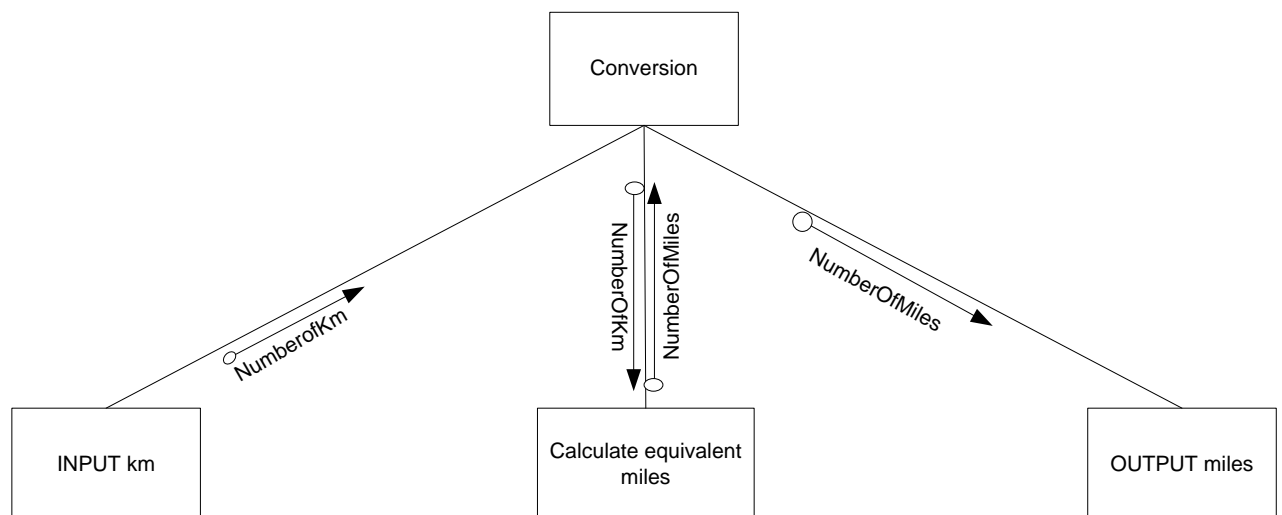 Conversion
NumberofKm
NumberOfKm
NumberOfMiles
NumberOfMiles
INPUT km
Calculate equivalent
miles
OUTPUT miles